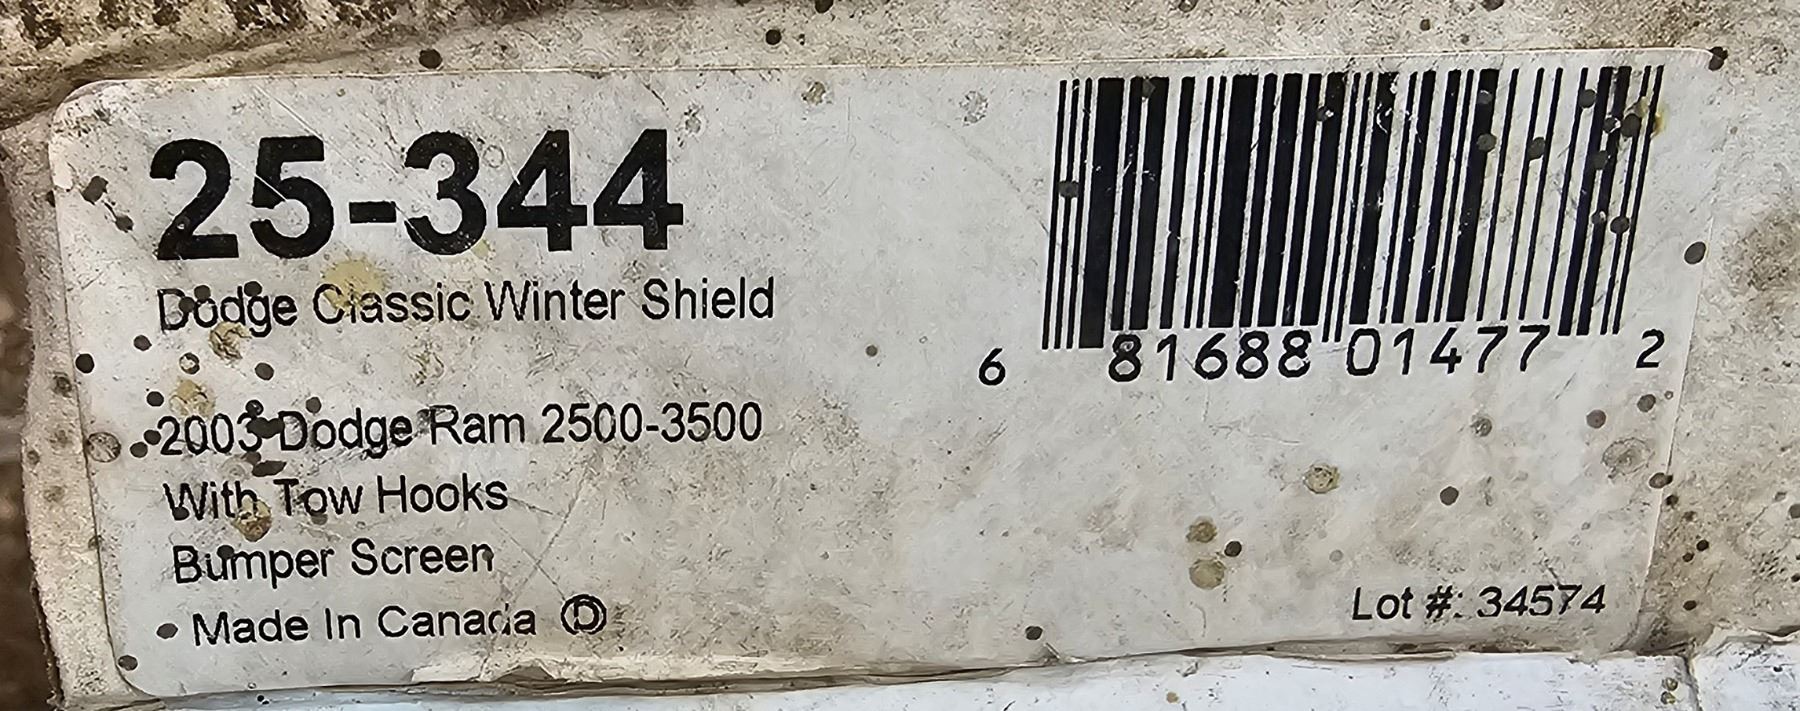 25-344
Dodge Classic Winter Shield
6 81688 01477 2
2003 Dodge Ram 2500-3500
With Tow Hooks
Bumper Screen
Made In Canada Ⓓ
Lot #: 34574